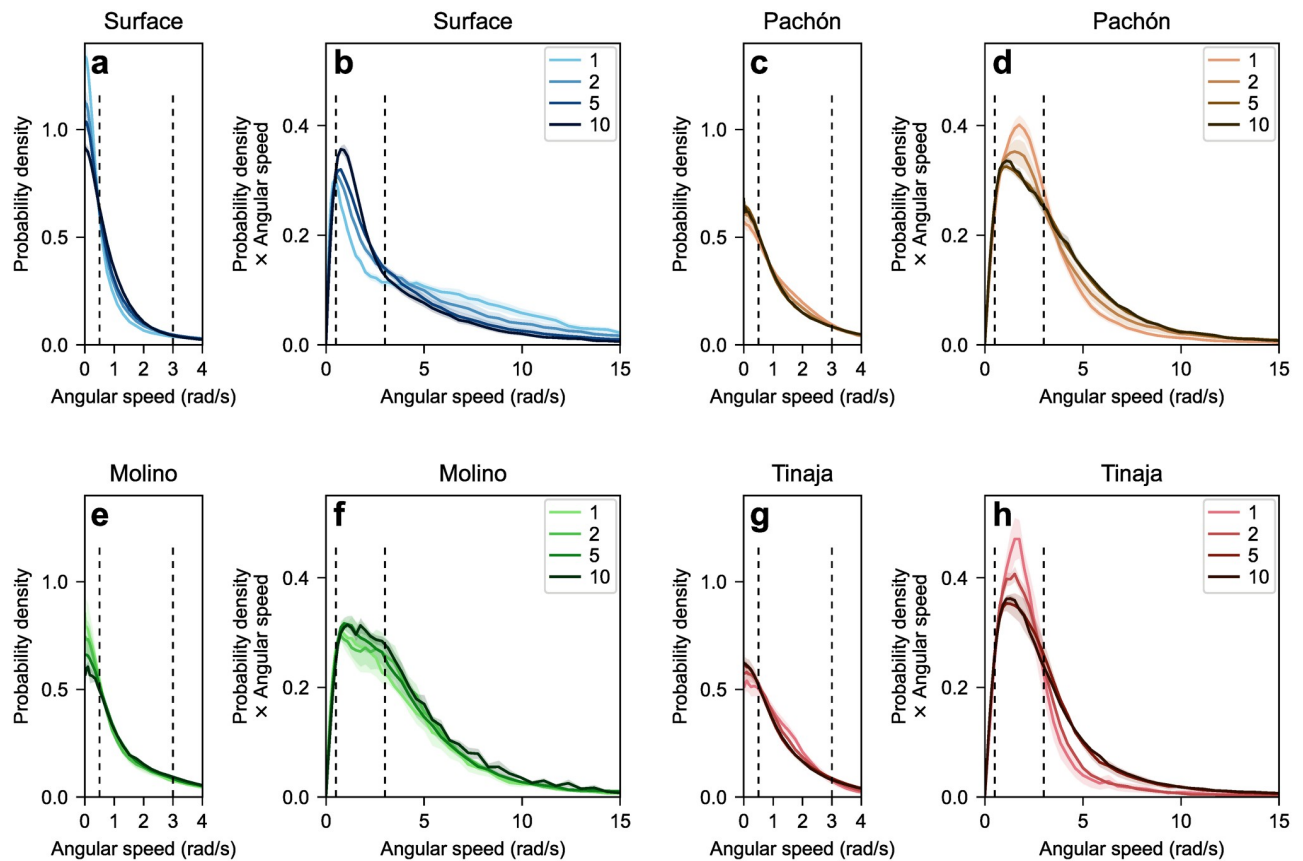 Surface
a
Probability density
1.0
0.5
0.0
0 1 2 3 4
Angular speed (rad/s)
Surface
b
Probability density
× Angular speed
0.4
0.2
0.0
0 5 10 15
Angular speed (rad/s)
1
2
5
10
Pachón
c
Probability density
1.0
0.5
0.0
0 1 2 3 4
Angular speed (rad/s)
Pachón
d
Probability density
× Angular speed
0.4
0.2
0.0
0 5 10 15
Angular speed (rad/s)
1
2
5
10
Molino
e
Probability density
1.0
0.5
0.0
0 1 2 3 4
Angular speed (rad/s)
Molino
f
Probability density
× Angular speed
0.4
0.2
0.0
0 5 10 15
Angular speed (rad/s)
1
2
5
10
Tinaja
g
Probability density
1.0
0.5
0.0
0 1 2 3 4
Angular speed (rad/s)
Tinaja
h
Probability density
× Angular speed
0.4
0.2
0.0
0 5 10 15
Angular speed (rad/s)
1
2
5
10